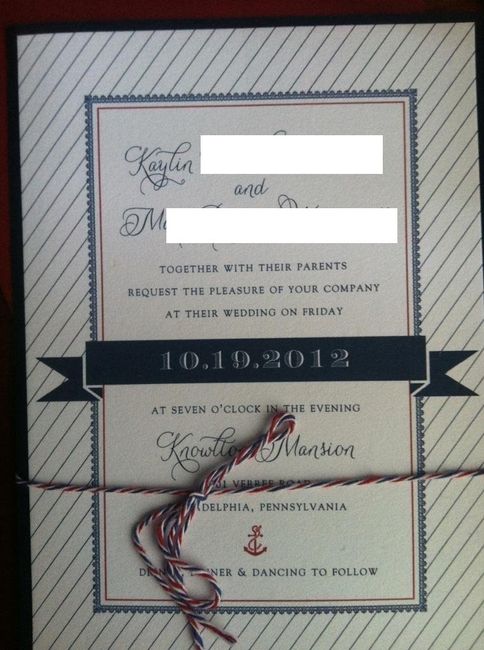 Kaylin
and
TOGETHER WITH THEIR PARENTS
REQUEST THE PLEASURE OF YOUR COMPANY
AT THEIR WEDDING ON FRIDAY
10.19.2012
AT SEVEN O'CLOCK IN THE EVENING
Mansion
VERREE ROAD
PENNSYLVANIA
& DANCING TO FOLLOW